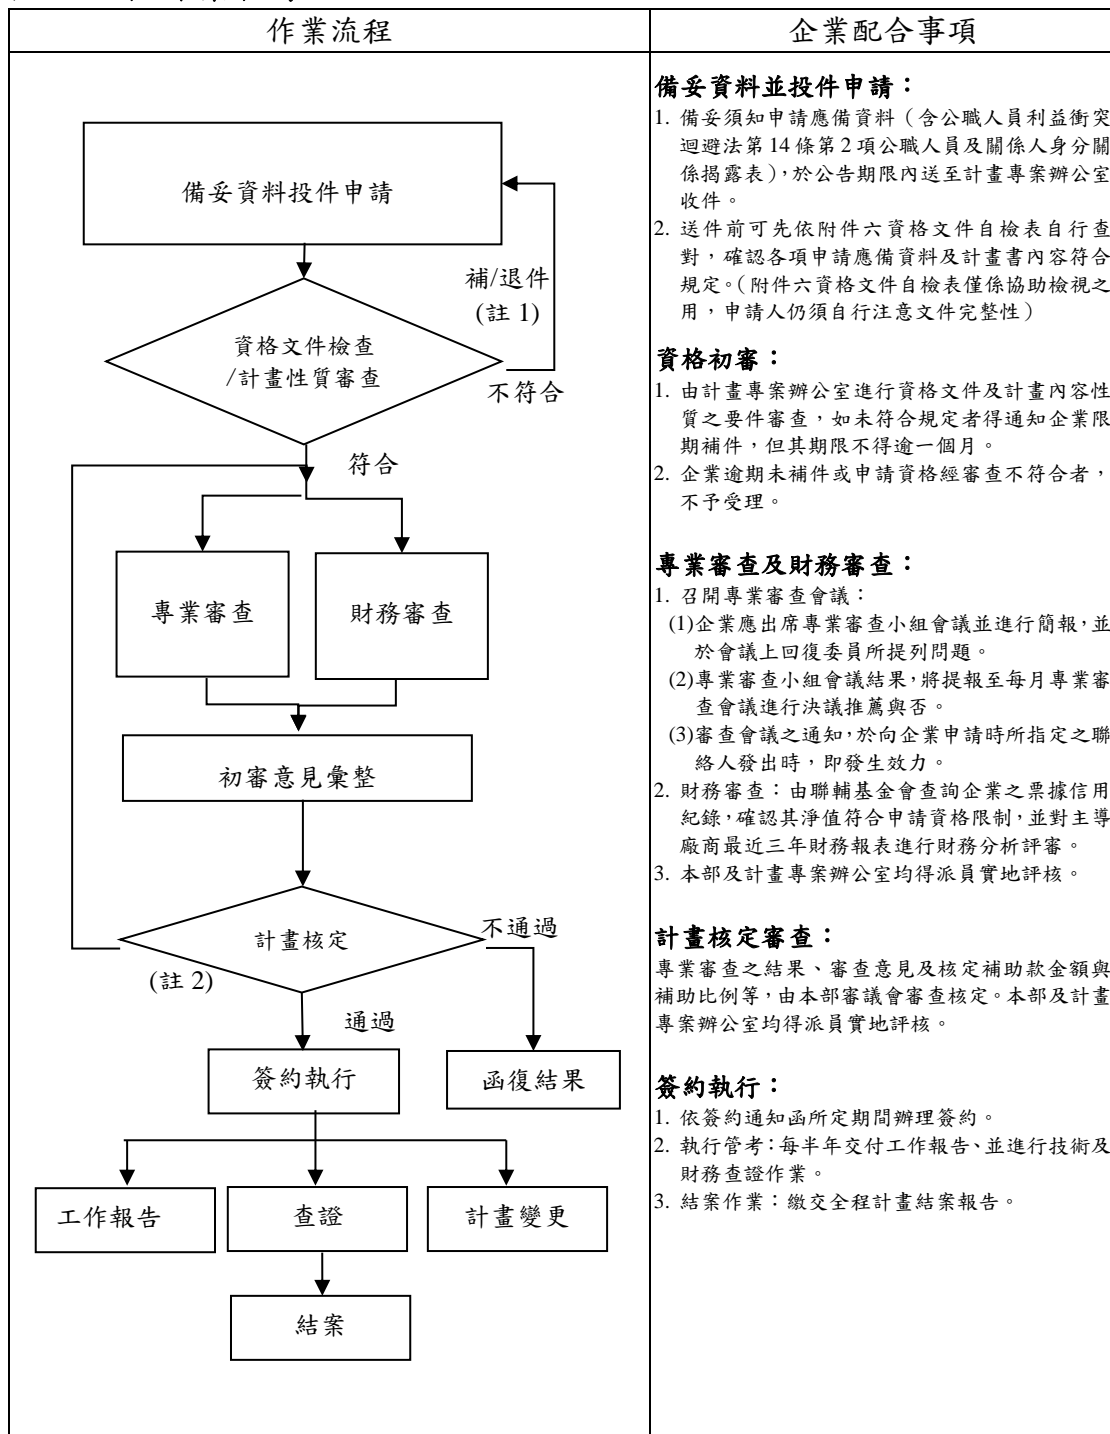 作業流程
企業配合事項
備妥資料投件申請
補/退件
(註 1)
資格文件檢查
/計畫性質審查
不符合
符合
專業審查
財務審查
初審意見彙整
計畫核定
不通過
(註 2)
通過
簽約執行
函復結果
工作報告
查證
計畫變更
結案
備妥資料並投件申請：
1. 備妥須知申請應備資料（含公職人員利益衝突
迴避法第 14 條第 2 項公職人員及關係人身分關
係揭露表），於公告期限內送至計畫專案辦公室
收件。
2. 送件前可先依附件六資格文件自檢表自行查
對，確認各項申請應備資料及計畫書內容符合
規定。（附件六資格文件自檢表僅係協助檢視之
用，申請人仍須自行注意文件完整性）
資格初審：
1. 由計畫專案辦公室進行資格文件及計畫內容性
質之要件審查，如未符合規定者得通知企業限
期補件，但其期限不得逾一個月。
2. 企業逾期未補件或申請資格經審查不符合者，
不予受理。
專業審查及財務審查：
1. 召開專業審查會議：
(1)企業應出席專業審查小組會議並進行簡報，並
於會議上回復委員所提列問題。
(2)專業審查小組會議結果，將提報至每月專業審
查會議進行決議推薦與否。
(3)審查會議之通知，於向企業申請時所指定之聯
絡人發出時，即發生效力。
2. 財務審查：由聯輔基金會查詢企業之票據信用
紀錄，確認其淨值符合申請資格限制，並對主導
廠商最近三年財務報表進行財務分析評審。
3. 本部及計畫專案辦公室均得派員實地評核。
計畫核定審查：
專業審查之結果、審查意見及核定補助款金額與
補助比例等，由本部審議會審查核定。本部及計畫
專案辦公室均得派員實地評核。
簽約執行：
1. 依簽約通知函所定期間辦理簽約。
2. 執行管考：每半年交付工作報告、並進行技術及
財務查證作業。
3. 結案作業：繳交全程計畫結案報告。